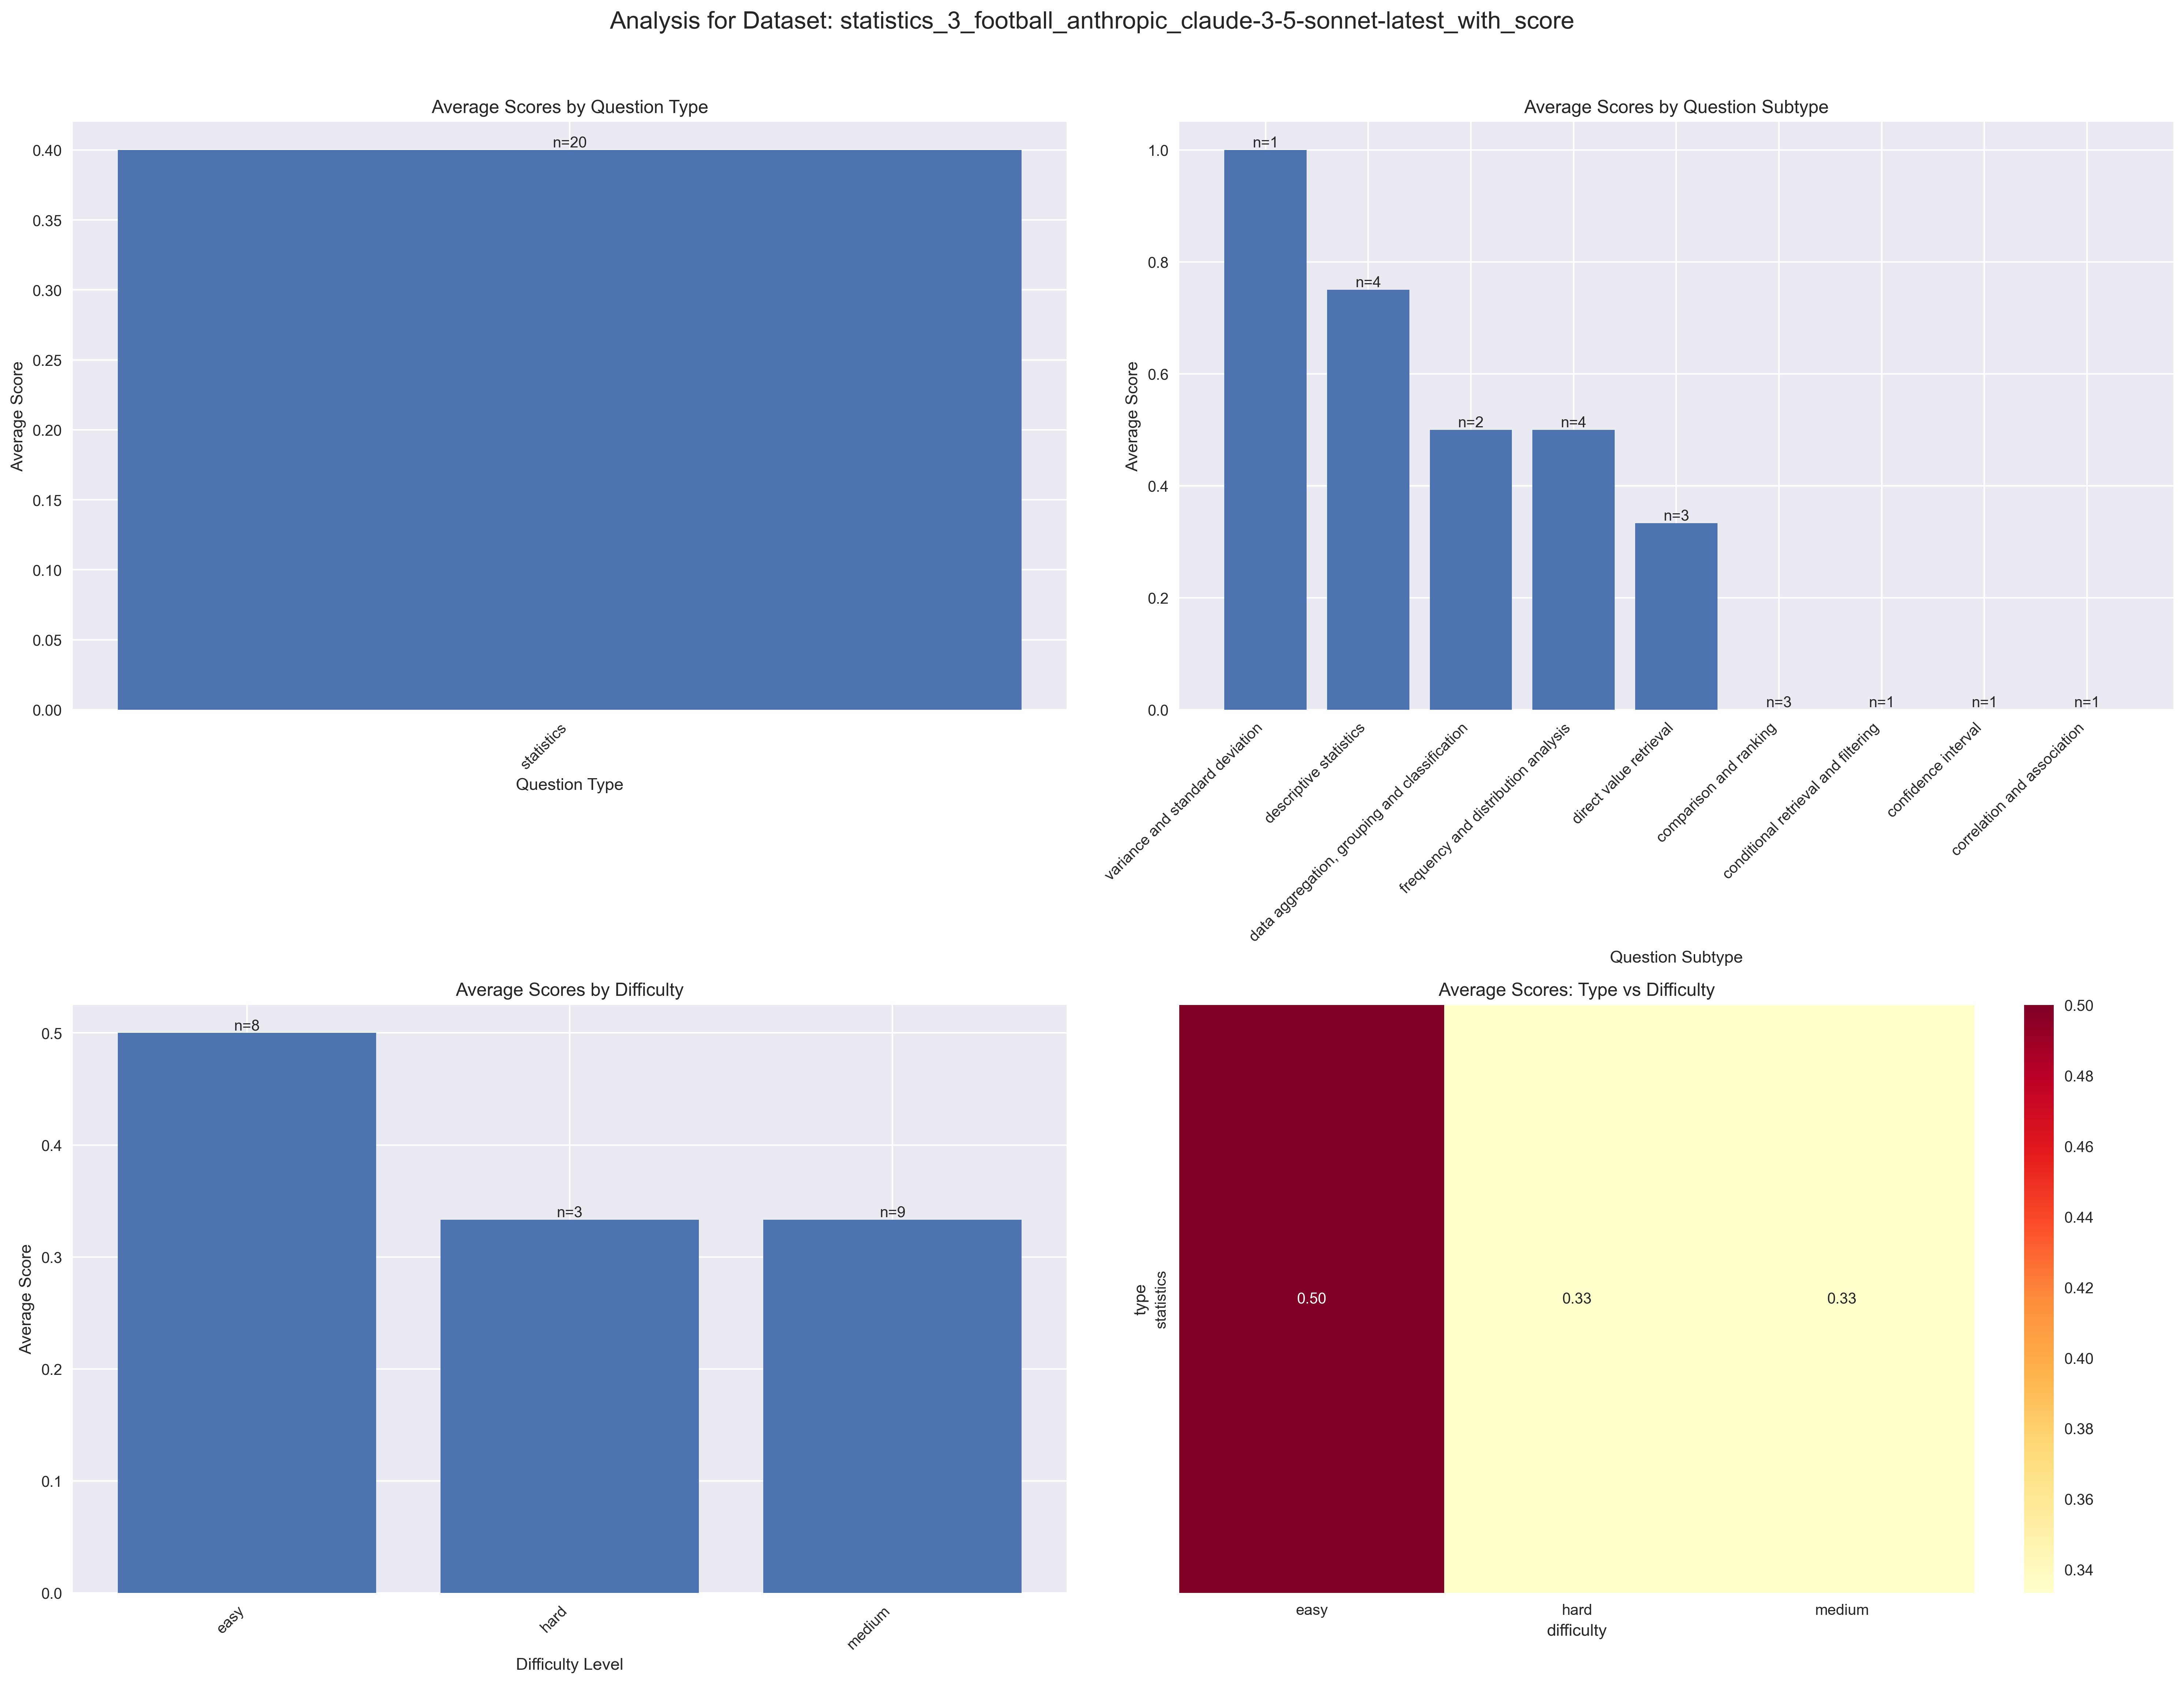 Analysis for Dataset: statistics_3_football_anthropic_claude-3-5-sonnet-latest_with_score
Average Scores by Question Type
n=20
0.40
0.35
0.30
0.25
0.20
0.15
0.10
0.05
0.00
Average Score
statistics
Question Type
Average Scores by Question Subtype
n=1
n=4
n=2
n=4
n=3
n=3
n=1
n=1
n=1
1.0
0.8
0.6
0.4
0.2
0.0
Average Score
variance and standard deviation
descriptive statistics
data aggregation, grouping and classification
frequency and distribution analysis
direct value retrieval
comparison and ranking
conditional retrieval and filtering
confidence interval
correlation and association
Question Subtype
Average Scores by Difficulty
n=8
n=3
n=9
0.5
0.4
0.3
0.2
0.1
0.0
Average Score
easy
hard
medium
Difficulty Level
Average Scores: Type vs Difficulty
type
statistics
0.50
0.33
0.33
easy
hard
medium
difficulty
0.50
0.48
0.46
0.44
0.42
0.40
0.38
0.36
0.34